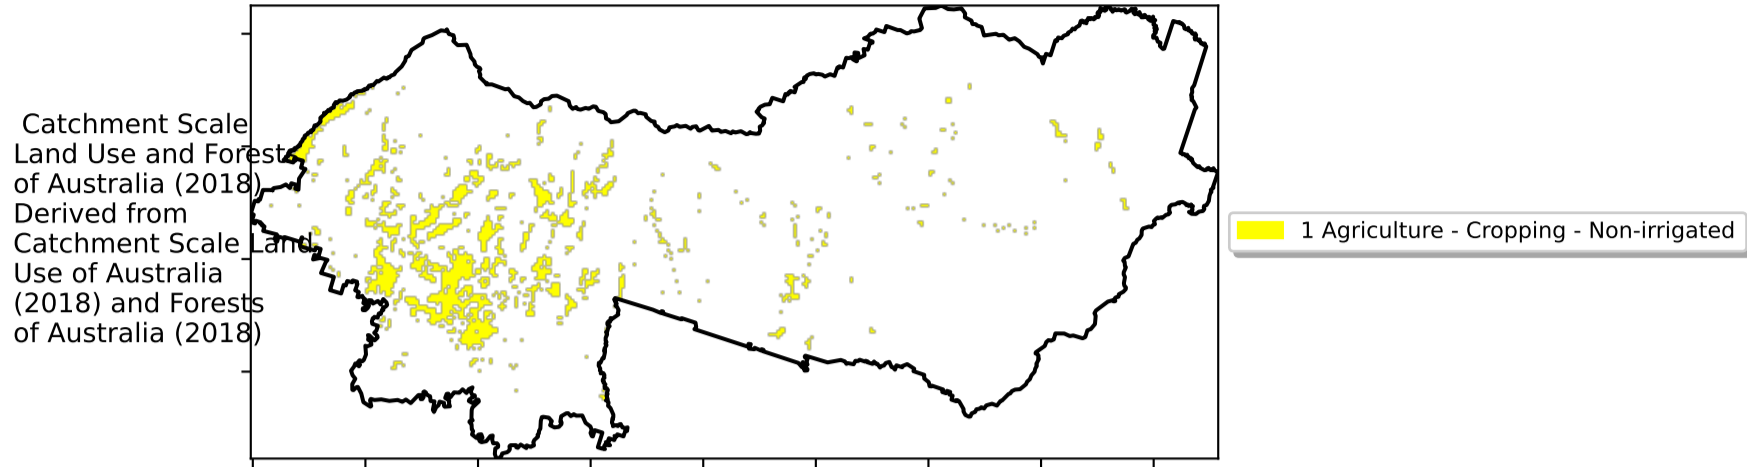 Catchment Scale
Land Use and Forests
of Australia (2018)
Derived from
Catchment Scale Land
Use of Australia
(2018) and Forests
of Australia (2018)
1 Agriculture - Cropping - Non-irrigated